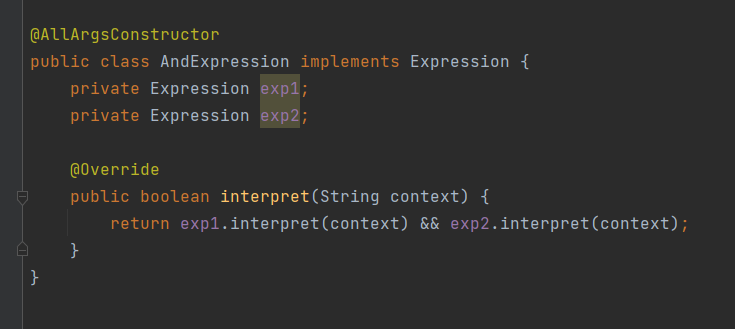 @AllArgsConstructor
public class AndExpression implements Expression {
    private Expression exp1;
    private Expression exp2;

    @Override
    public boolean interpret(String context) {
        return exp1.interpret(context) && exp2.interpret(context);
    }
}